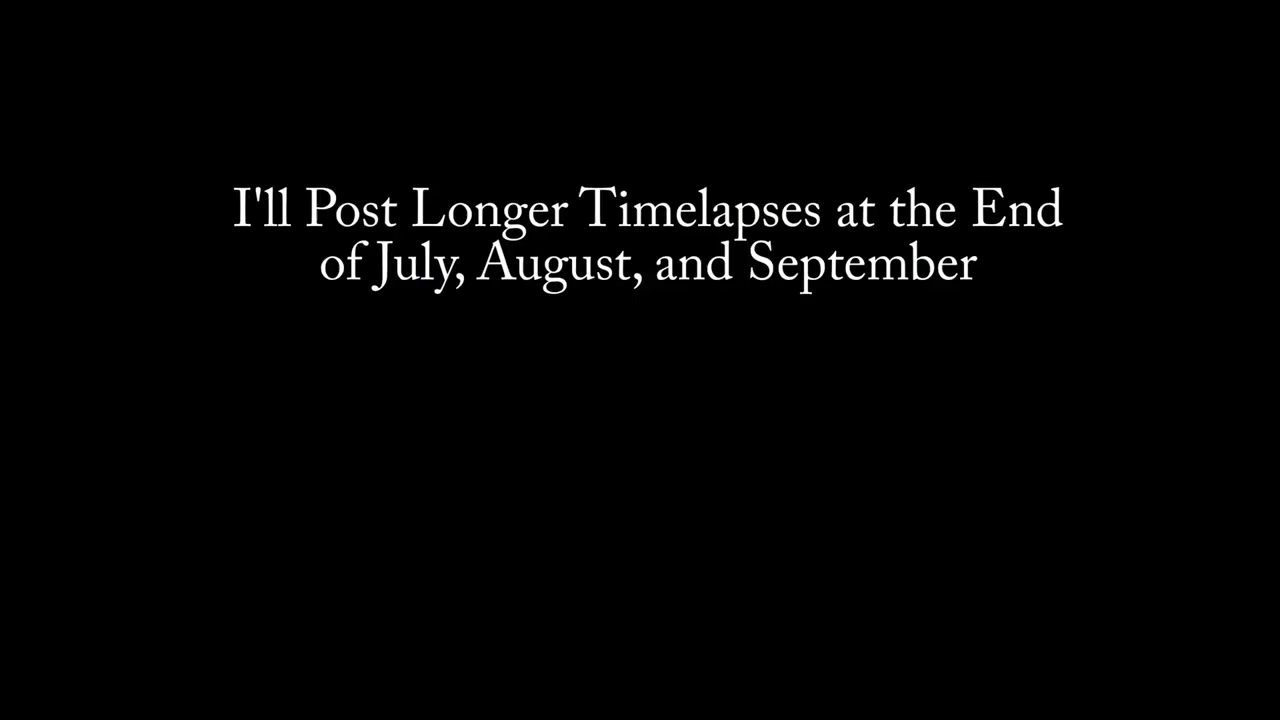 I'll Post Longer Timelapses at the End
of July, August, and September